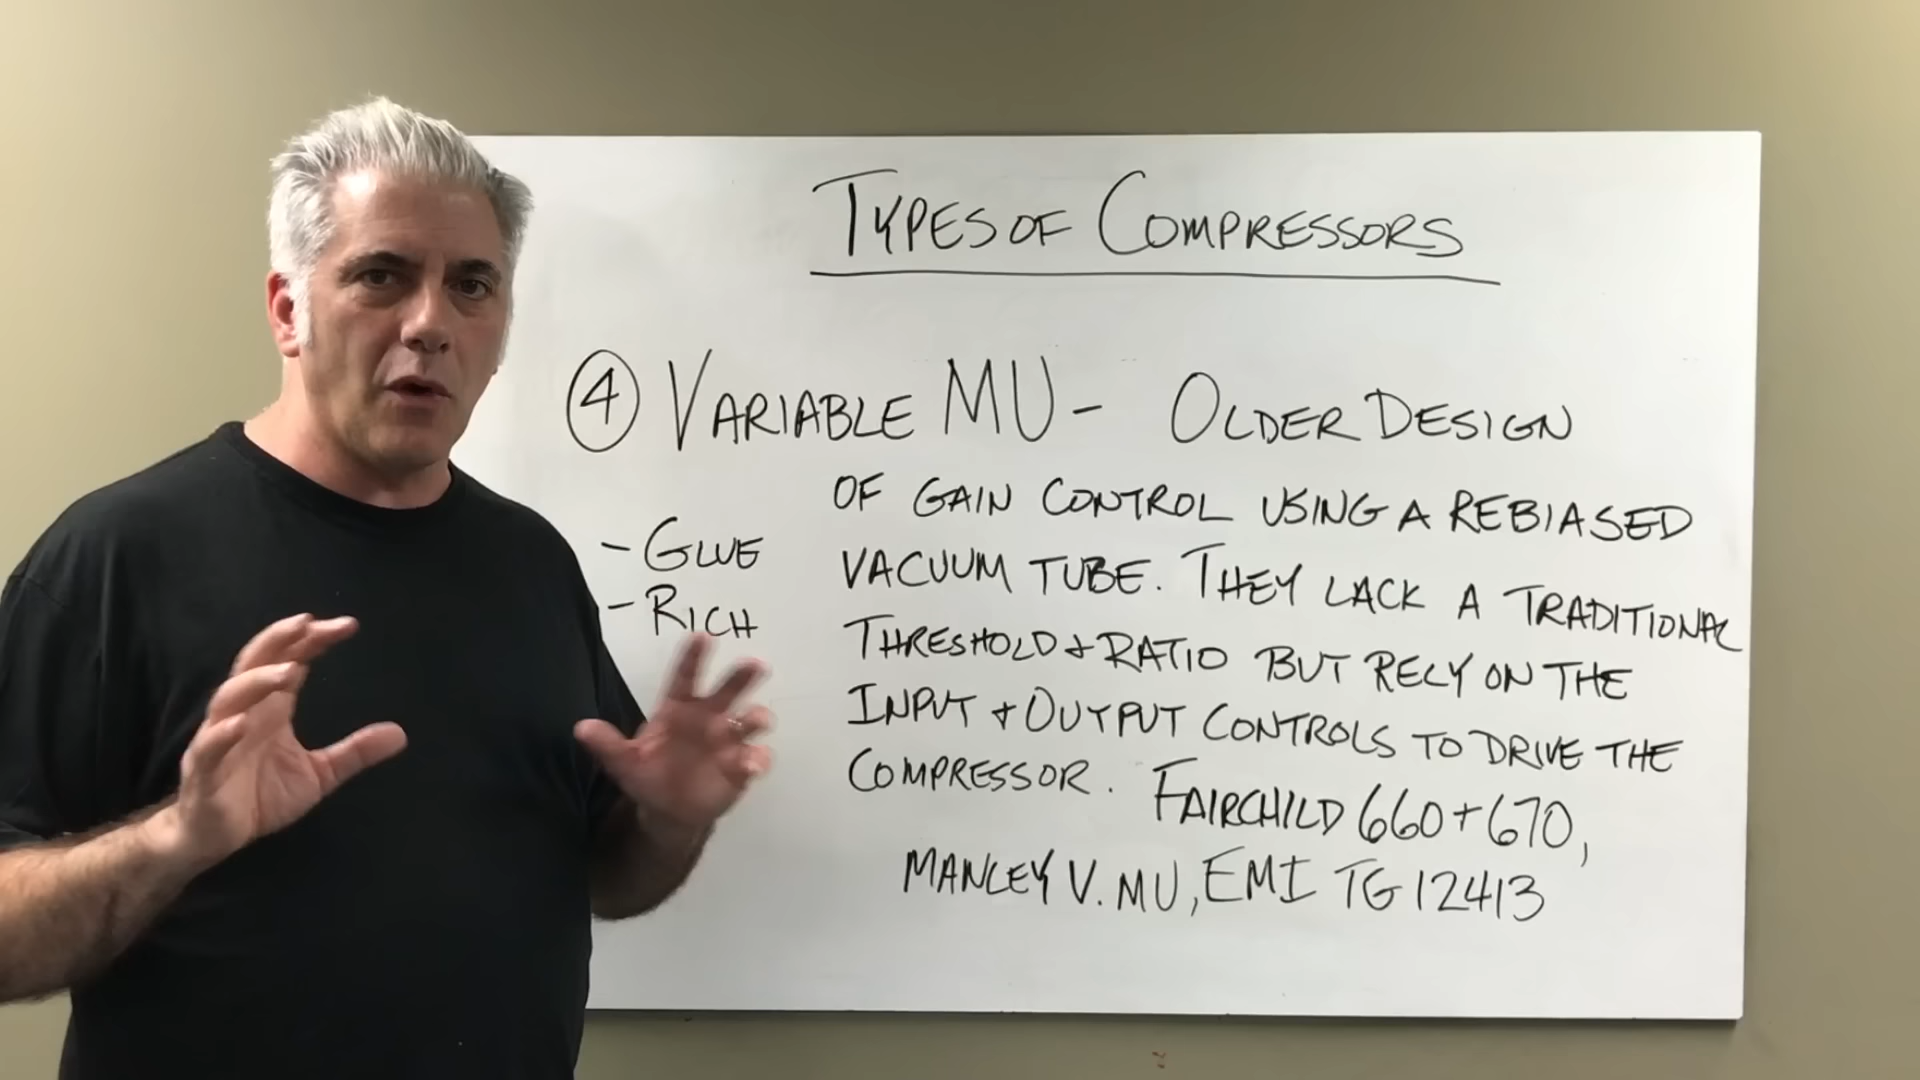 TYPES OF COMPRESSORS
④ VARIABLE MU - OLDER DESIGN
OF GAIN CONTROL USING A REBIASED
- GLUE
VACUUM TUBE. THEY LACK A TRADITIONAL
- RICH
THRESHOLD + RATIO BUT RELY ON THE
INPUT + OUTPUT CONTROLS TO DRIVE THE
COMPRESSOR. FAIRCHILD 660 + 670,
MANLEY V. MU, EMI TG 12413